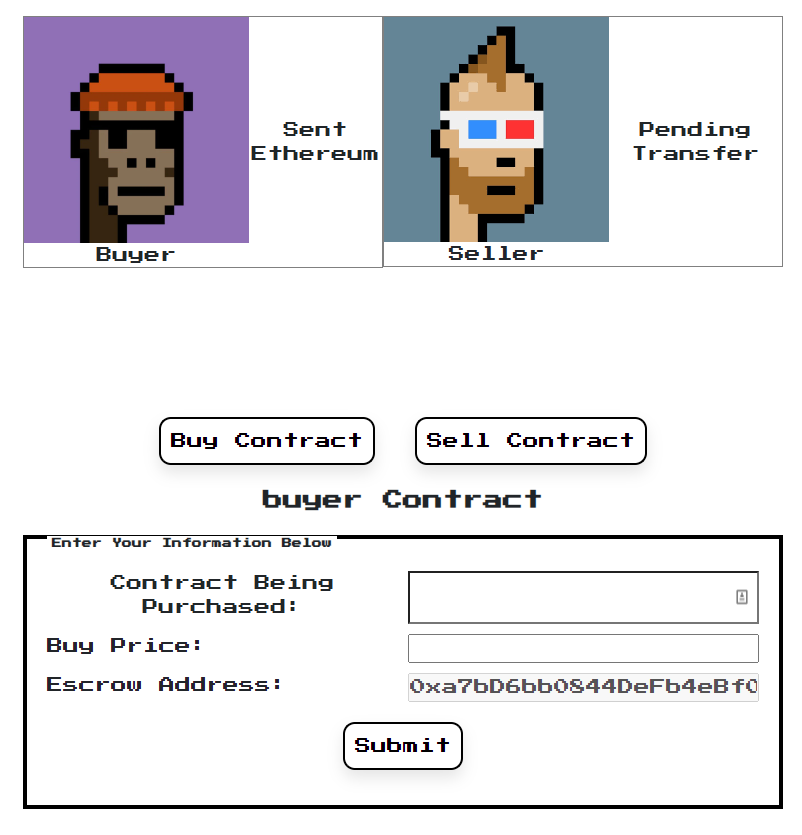 Sent
Ethereum
Buyer
Pending
Transfer
Seller
Buy Contract
Sell Contract
buyer Contract
Enter Your Information Below
Contract Being
Purchased:
Buy Price:
Escrow Address:
0xa7bD6bb0844DeFb4eBf0
Submit